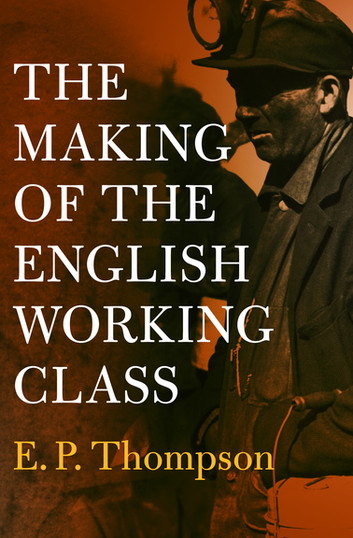 THE
MAKING
OF THE
ENGLISH
WORKING
CLASS
E. P. Thompson